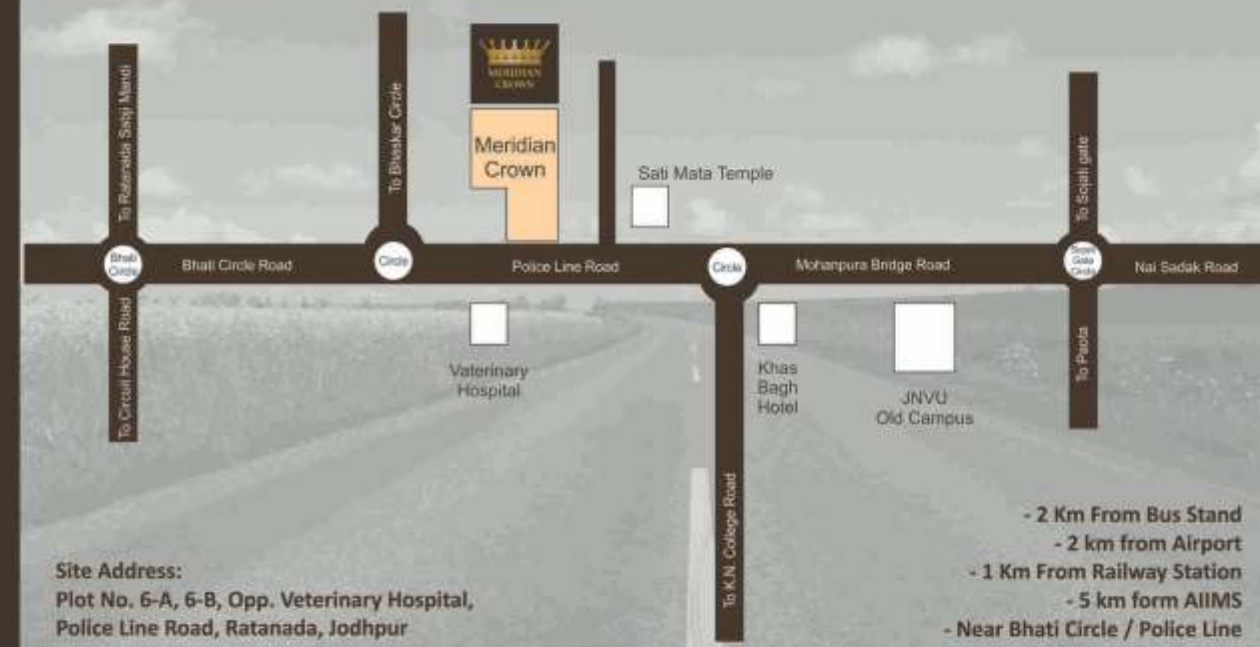 MERIDIAN
CROWN
Meridian
Crown
To Ratanada Sabji Mandi
To Bhaskar Circle
Sati Mata Temple
To Sojati gate
Bhati
Circle
Bhati Circle Road
Circle
Police Line Road
Circle
Mohanpura Bridge Road
Sojati
Gate
Circle
Nai Sadak Road
To Circuit House Road
Vaterinary
Hospital
Khas
Bagh
Hotel
JNVU
Old Campus
To Paota
To K.N. College Road
Site Address:
Plot No. 6-A, 6-B, Opp. Veterinary Hospital,
Police Line Road, Ratanada, Jodhpur
- 2 Km From Bus Stand
- 2 km from Airport
- 1 Km From Railway Station
- 5 km form AIIMS
- Near Bhati Circle / Police Line